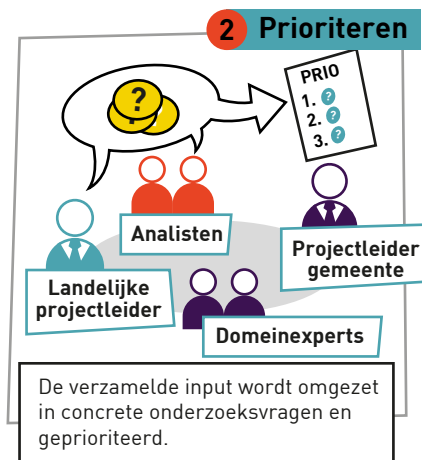 2 Prioriteren
?
PRIO
1. ?
2. ?
3. ?
Analisten
Projectleider
gemeente
Landelijke
projectleider
Domeinexperts
De verzamelde input wordt omgezet
in concrete onderzoeksvragen en
geprioriteerd.